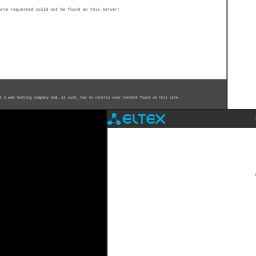 rce requested could not be found on this server!
t a web hosting company and, as such, has no control over content found on this site.
ELTEX